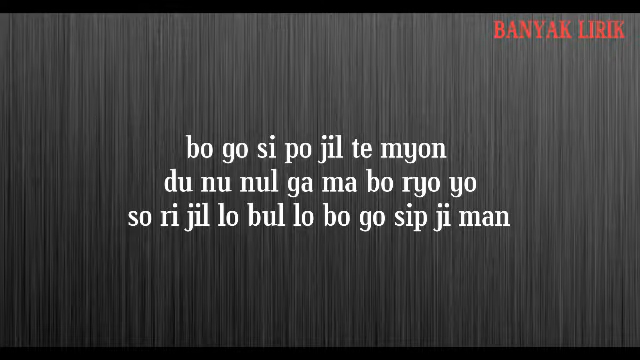 BANYAK LIRIK
bo go si po jil te myon
du nu nul ga ma bo ryo yo
so ri jil lo bul lo bo go sip ji man